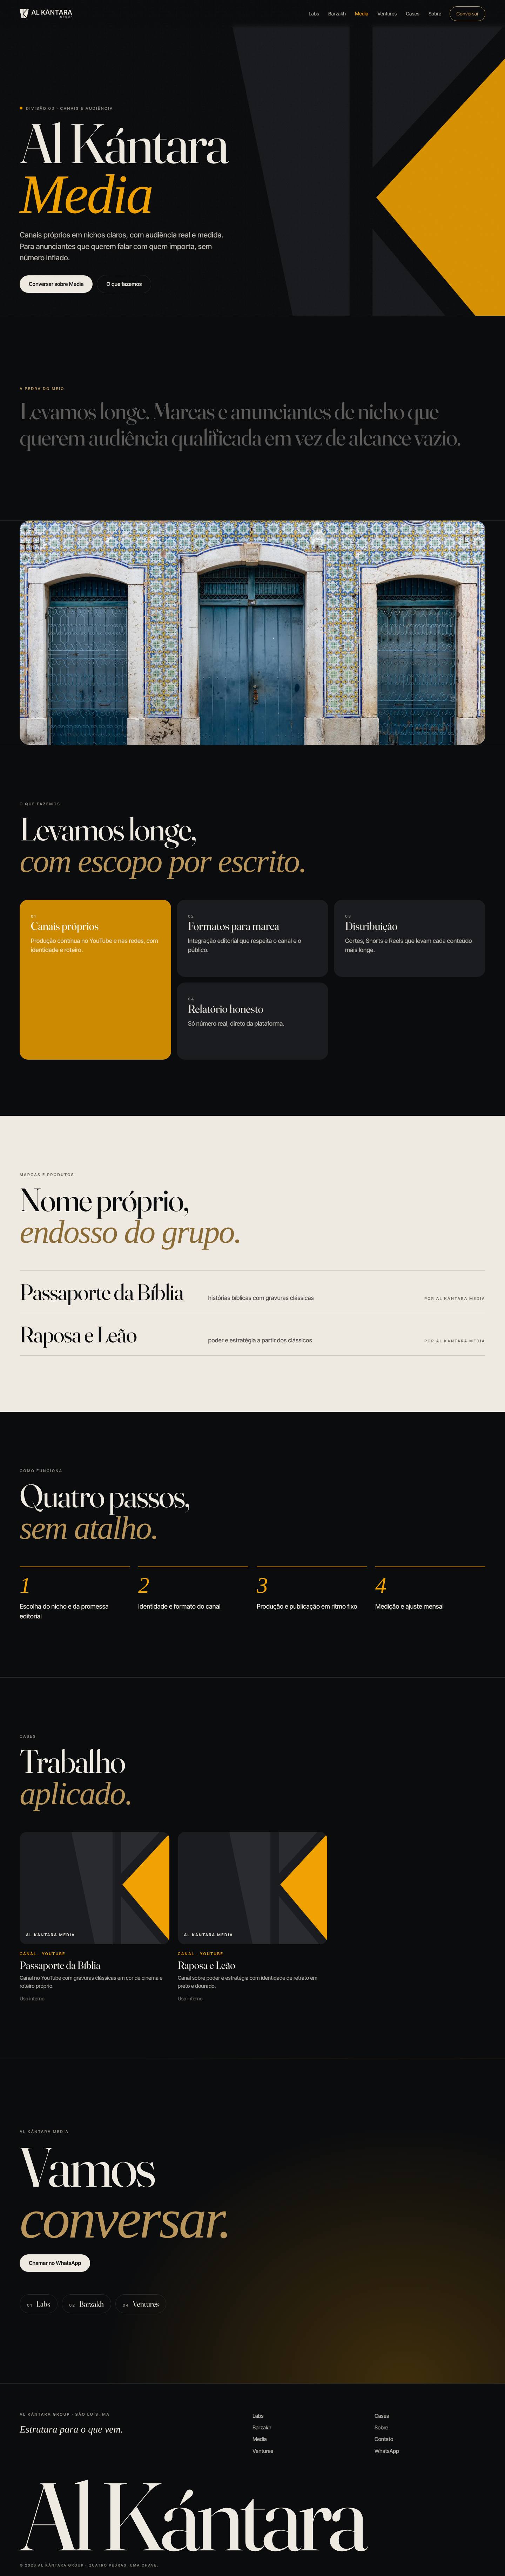 AL KÁNTARA
GROUP
Labs Barzakh Media Ventures Cases Sobre Conversar
DIVISÃO 03 · CANAIS E AUDIÊNCIA
Al Kántara
Media
Canais próprios em nichos claros, com audiência real e medida.
Para anunciantes que querem falar com quem importa, sem
número inflado.
Conversar sobre Media O que fazemos
A PEDRA DO MEIO
Levamos longe. Marcas e anunciantes de nicho que
querem audiência qualificada em vez de alcance vazio.
O QUE FAZEMOS
Levamos longe,
com escopo por escrito.
01
Canais próprios
Produção contínua no YouTube e nas redes, com
identidade e roteiro.
02
Formatos para marca
Integração editorial que respeita o canal e o
público.
03
Distribuição
Cortes, Shorts e Reels que levam cada conteúdo
mais longe.
04
Relatório honesto
Só número real, direto da plataforma.
MARCAS E PRODUTOS
Nome próprio,
endosso do grupo.
Passaporte da Bíblia histórias bíblicas com gravuras clássicas POR AL KÁNTARA MEDIA
Raposa e Leão poder e estratégia a partir dos clássicos POR AL KÁNTARA MEDIA
COMO FUNCIONA
Quatro passos,
sem atalho.
1
Escolha do nicho e da promessa
editorial
2
Identidade e formato do canal
3
Produção e publicação em ritmo fixo
4
Medição e ajuste mensal
CASES
Trabalho
aplicado.
AL KÁNTARA MEDIA
CANAL · YOUTUBE
Passaporte da Bíblia
Canal no YouTube com gravuras clássicas em cor de cinema e
roteiro próprio.
Uso interno
AL KÁNTARA MEDIA
CANAL · YOUTUBE
Raposa e Leão
Canal sobre poder e estratégia com identidade de retrato em
preto e dourado.
Uso interno
AL KÁNTARA MEDIA
Vamos
conversar.
Chamar no WhatsApp
01 Labs 02 Barzakh 04 Ventures
AL KÁNTARA GROUP · SÃO LUÍS, MA
Estrutura para o que vem.
Labs
Barzakh
Media
Ventures
Cases
Sobre
Contato
WhatsApp
Al Kántara
© 2026 AL KÁNTARA GROUP · QUATRO PEDRAS, UMA CHAVE.